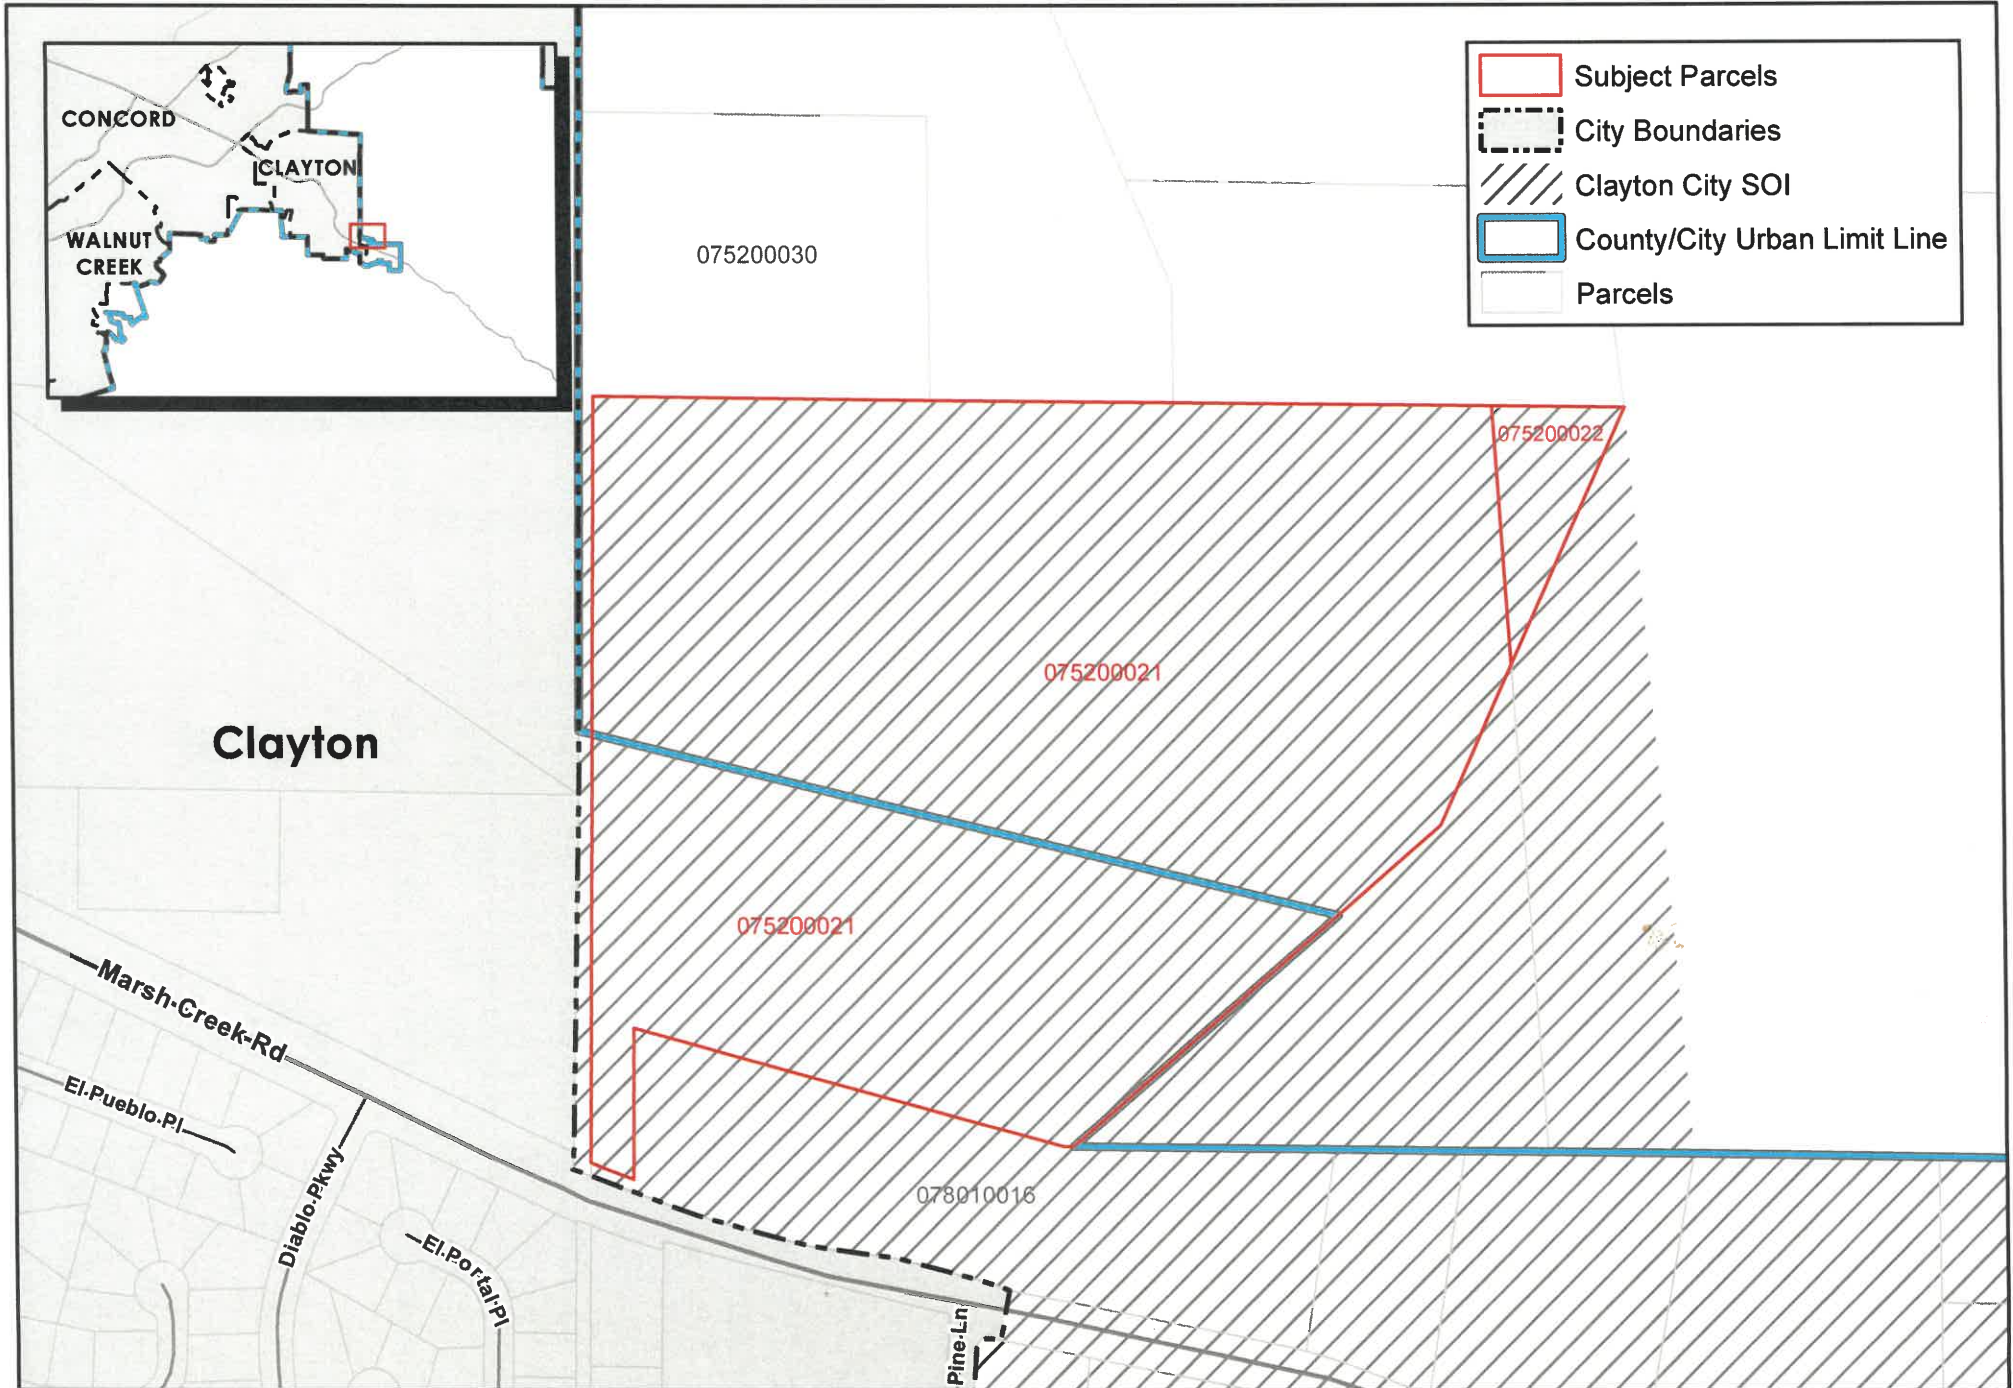 CONCORD
CLAYTON
WALNUT
CREEK
Subject Parcels
City Boundaries
Clayton City SOI
County/City Urban Limit Line
Parcels
075200030
075200022
075200021
Clayton
075200021
Marsh Creek Rd
El Pueblo Pl
Diablo Pkwy
El Portal Pl
078010016
Pine Ln